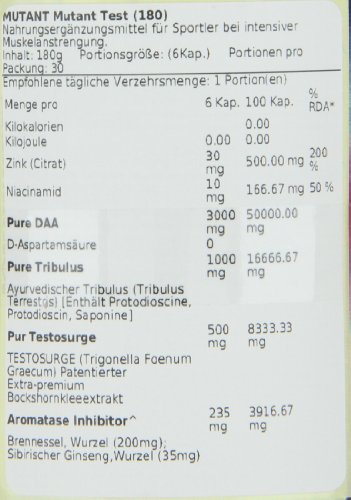 MUTANT Mutant Test (180)
Nahrungsergänzungsmittel für Sportler bei intensiver
Muskelanstrengung.
Inhalt: 180g Portionsgröße: (6Kap.) Portionen pro
Packung: 30
Empfohlene tägliche Verzehrsmenge: 1 Portion(en)
Menge pro 6 Kap. 100 Kap. % RDA*
Kilokalorien 0.00
Kilojoule 0.00 0.00
Zink (Citrat) 30 mg 500.00 mg 200 %
Niacinamid 10 mg 166.67 mg 50 %
Pure DAA 3000 mg 50000.00 mg
D-Aspartamsäure 0
Pure Tribulus 1000 mg 16666.67 mg
Ayurvedischer Tribulus (Tribulus
Terrestos) [Enthält Protodioscine,
Protodioscin, Saponine]
Pur Testosurge 500 mg 8333.33 mg
TESTOSURGE (Trigonella Foenum
Graecum) Patentierter
Extra-premium
Bockshornkleeextrakt
Aromatase Inhibitor^ 235 mg 3916.67 mg
Brennessel, Wurzel (200mg);
Sibirischer Ginseng,Wurzel (35mg)